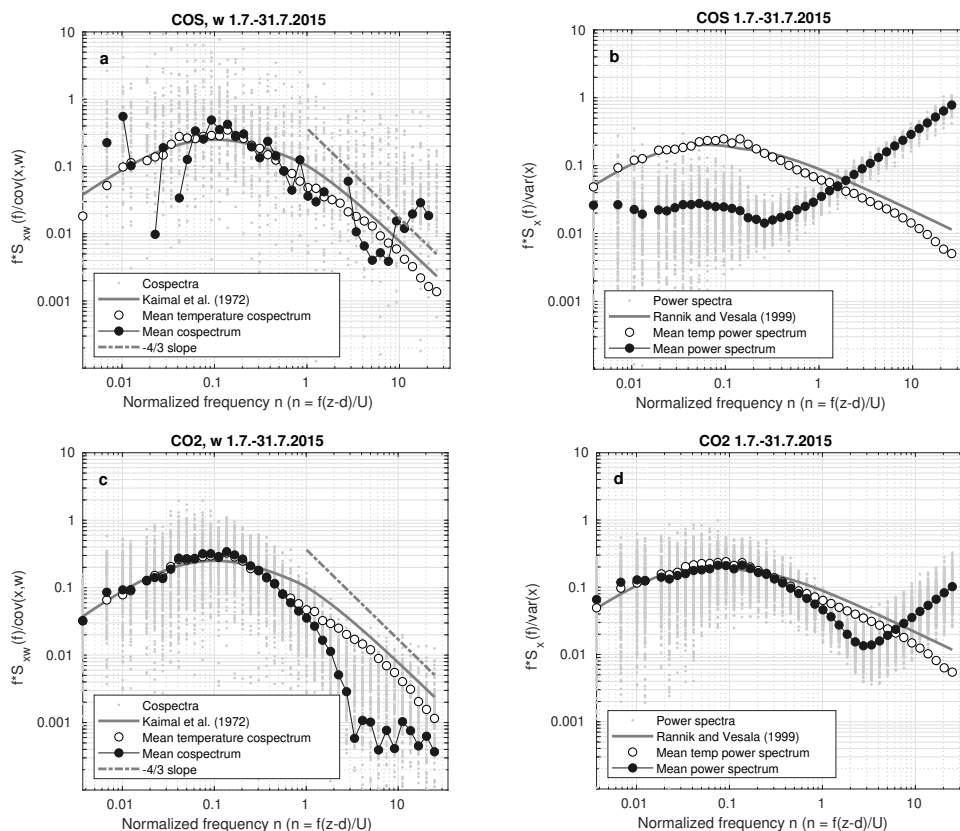 COS, w 1.7.-31.7.2015
a
10
1
0.1
0.01
0.001
f*S xw (f)/cov(x,w)
Cospectra
Kaimal et al. (1972)
Mean temperature cospectrum
Mean cospectrum
-4/3 slope
0.01 0.1 1 10
Normalized frequency n (n = f(z-d)/U)
COS 1.7.-31.7.2015
b
10
1
0.1
0.01
0.001
f*S x (f)/var(x)
Power spectra
Rannik and Vesala (1999)
Mean temp power spectrum
Mean power spectrum
0.01 0.1 1 10
Normalized frequency n (n = f(z-d)/U)
CO2, w 1.7.-31.7.2015
c
10
1
0.1
0.01
0.001
f*S xw (f)/cov(x,w)
Cospectra
Kaimal et al. (1972)
Mean temperature cospectrum
Mean cospectrum
-4/3 slope
0.01 0.1 1 10
Normalized frequency n (n = f(z-d)/U)
CO2 1.7.-31.7.2015
d
10
1
0.1
0.01
0.001
f*S x (f)/var(x)
Power spectra
Rannik and Vesala (1999)
Mean temp power spectrum
Mean power spectrum
0.01 0.1 1 10
Normalized frequency n (n = f(z-d)/U)